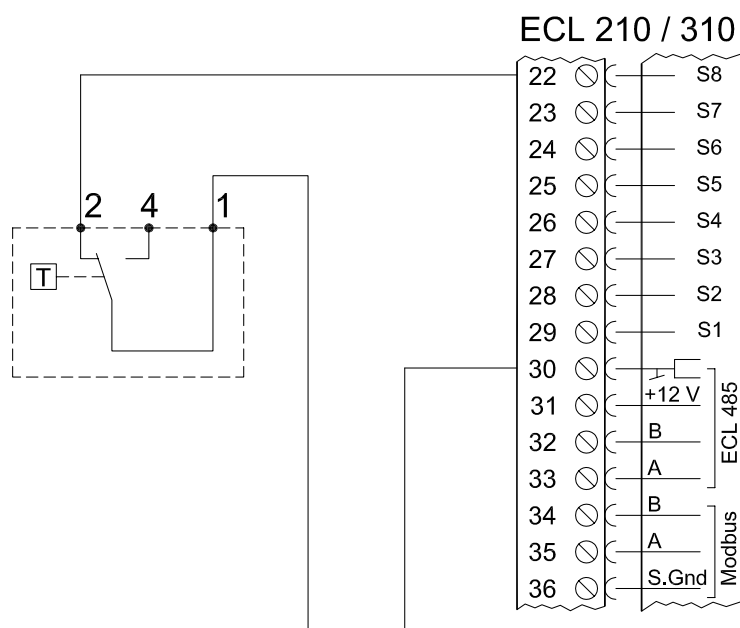 ECL 210 / 310
22 S8
23 S7
24 S6
25 S5
26 S4
27 S3
28 S2
29 S1
30
31 +12 V
32 B
33 A
ECL 485
34 B
35 A
36 S.Gnd
Modbus
2 4 1
T